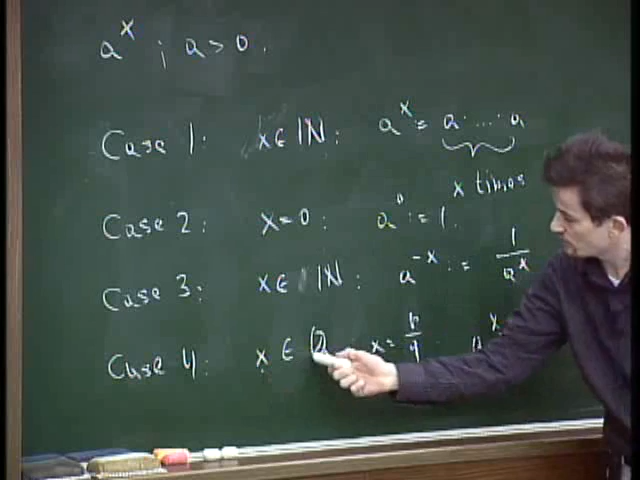 a^x ; a > 0.
Case 1: x ∈ ℕ: a^x := a · ... · a
x times
Case 2: x = 0: a^0 := 1.
Case 3: x ∈ ℕ: a^-x := 1/a^x
Case 4: x ∈ ℚ x = p/q a^x